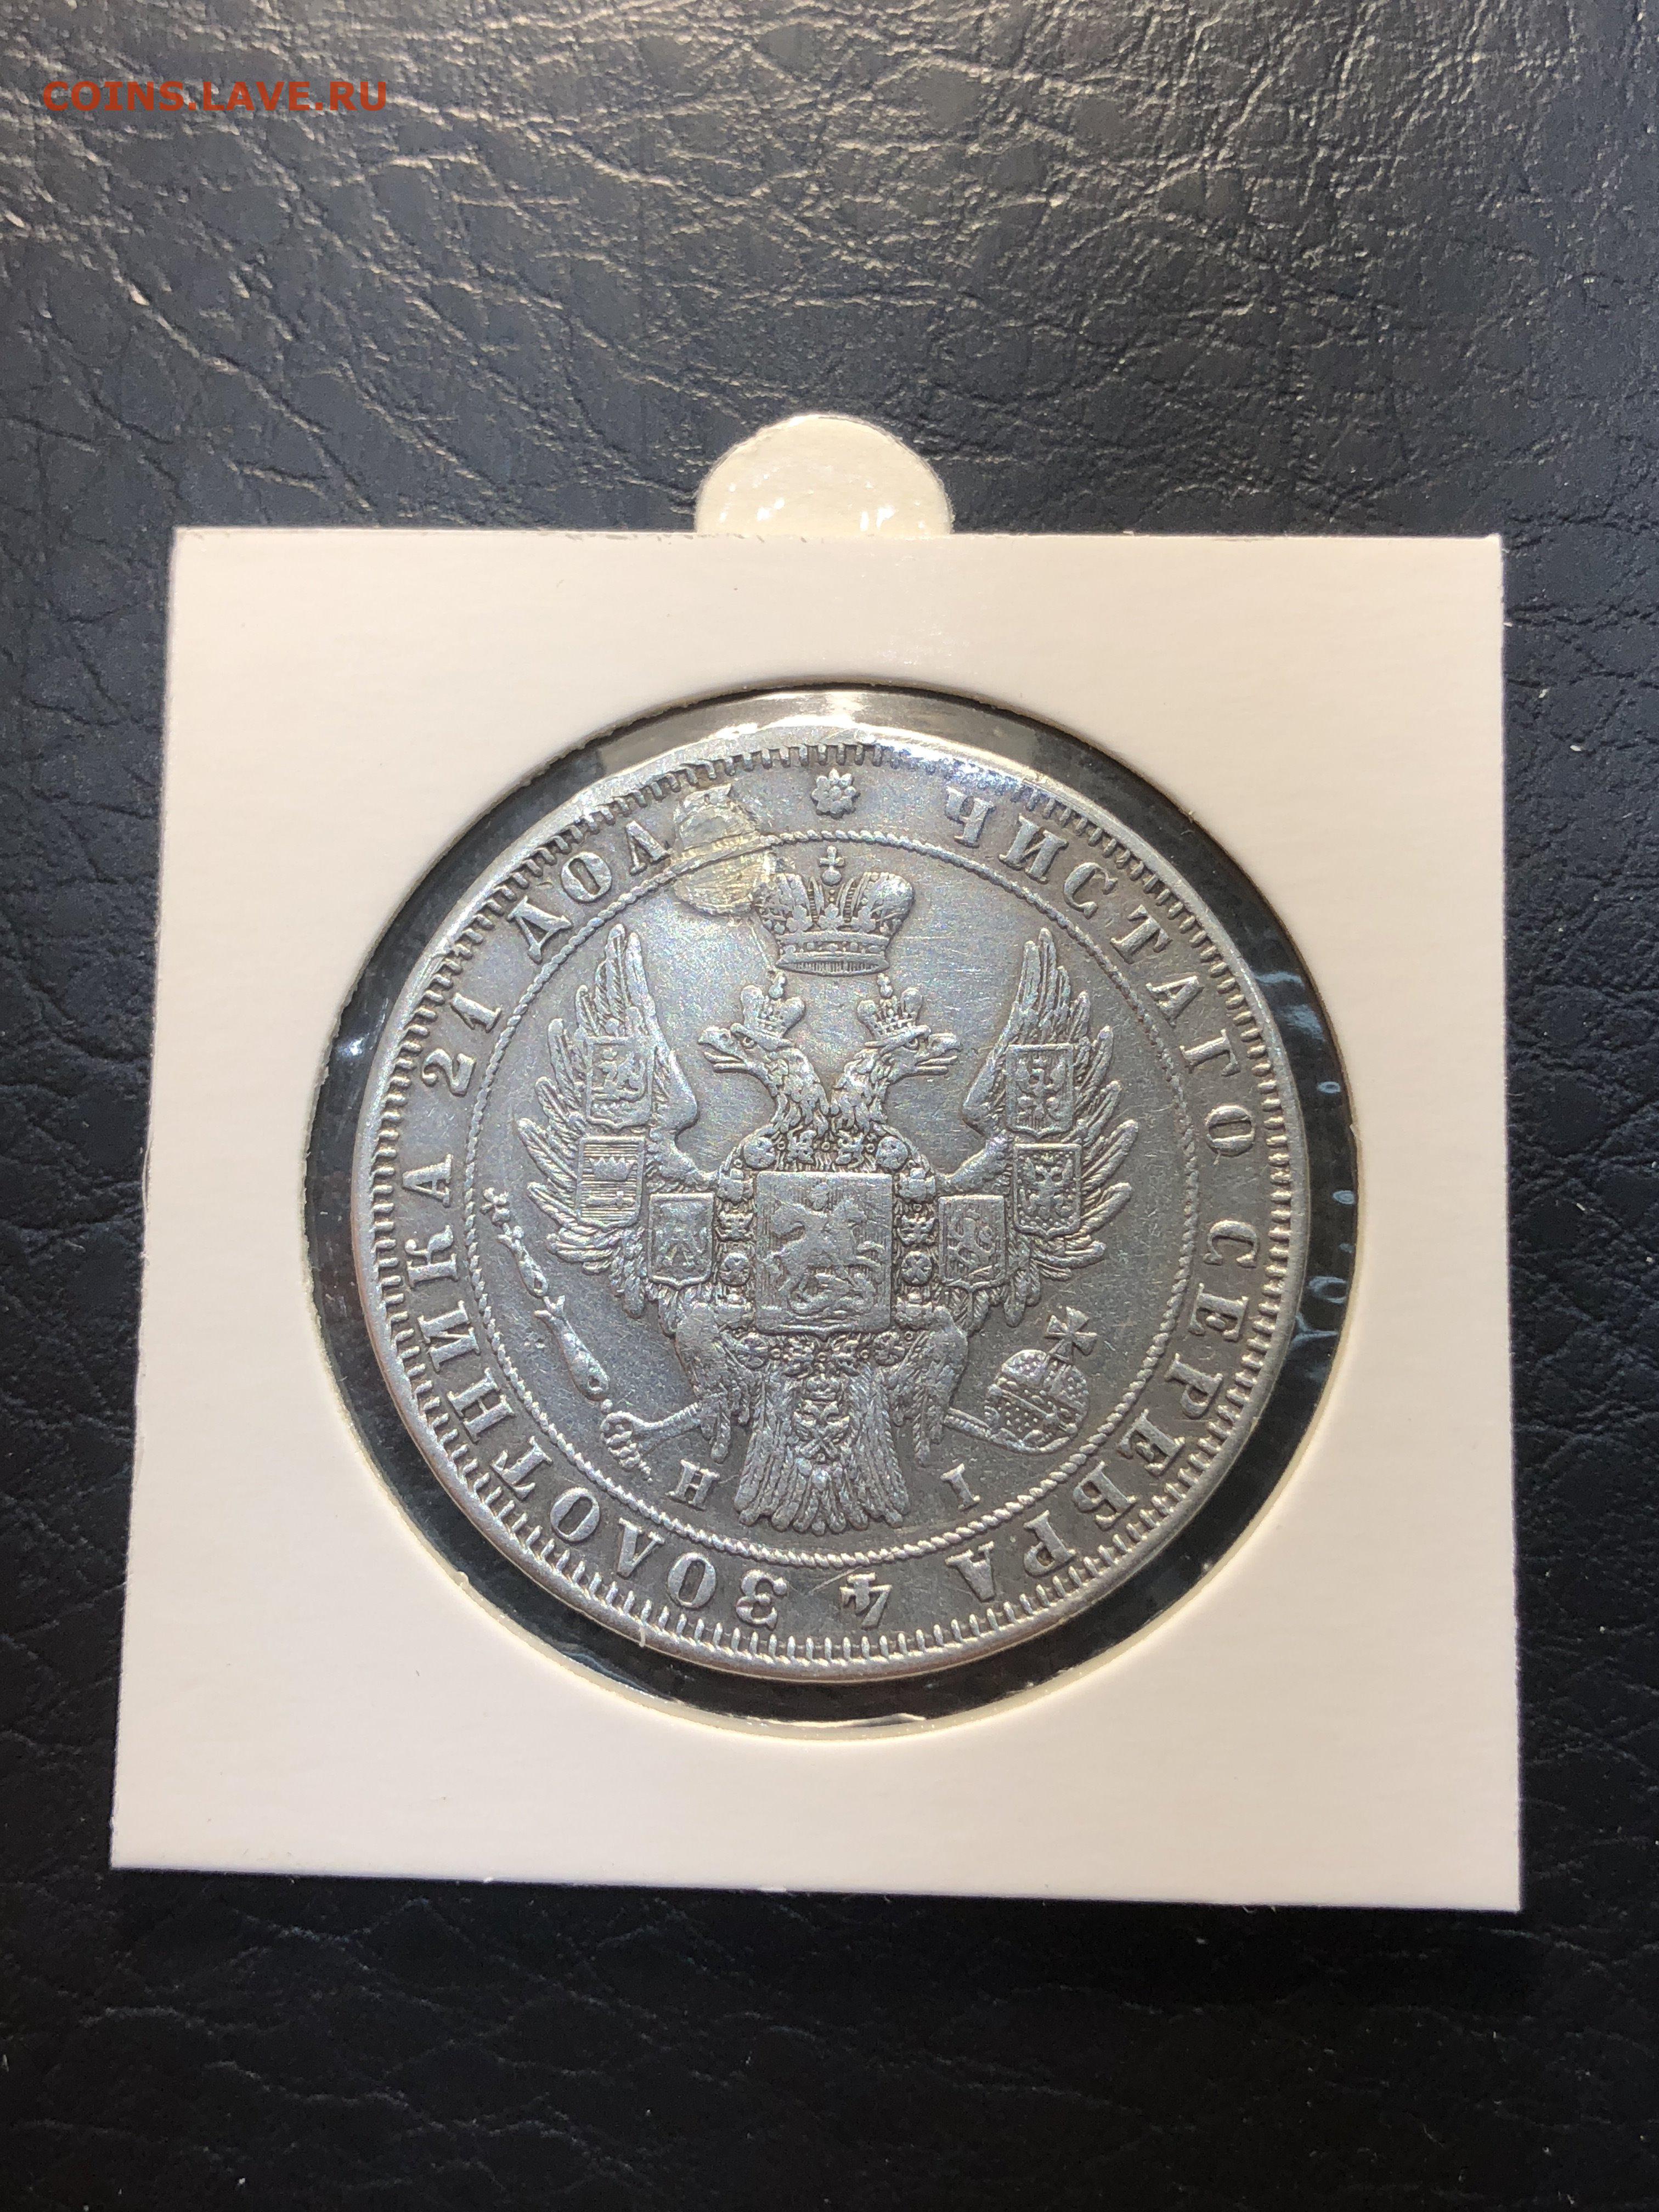 COINS.LAVE.RU
ЧИСТАГО СЕРЕБРА 4 ЗОЛОТНИКА 21 ДОЛ
Н I